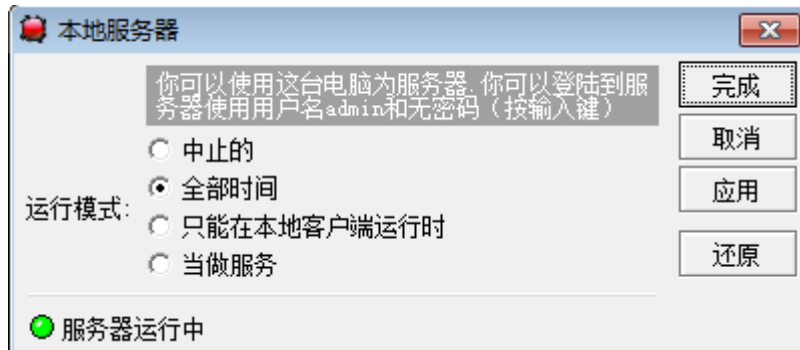 本地服务器
你可以使用这台电脑为服务器.你可以登陆到服
务器使用用户名admin和无密码（按输入键）
完成
取消
应用
还原
运行模式:
中止的
全部时间
只能在本地客户端运行时
当做服务
服务器运行中